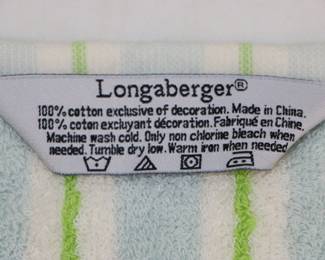 Longaberger®
100% cotton exclusive of decoration. Made in China.
100% coton excluyant décoration. Fabriqué en Chine.
Machine wash cold. Only non chlorine bleach when
needed. Tumble dry low. Warm iron when needed